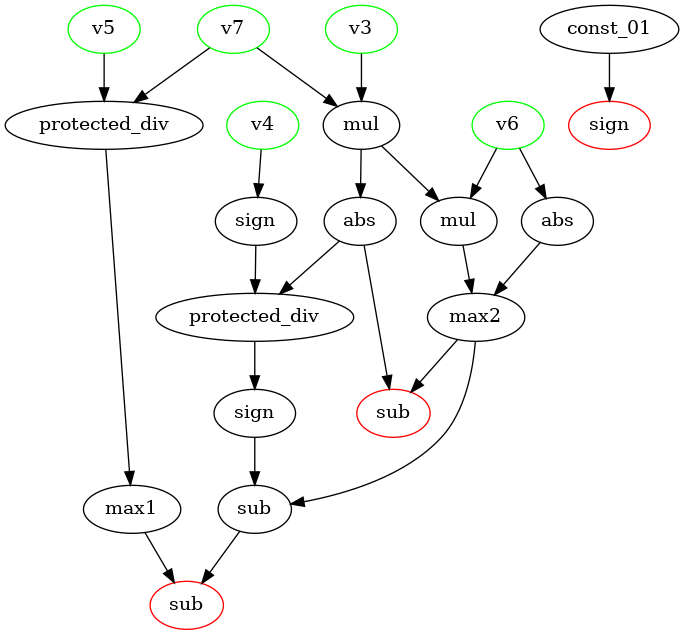 v5
v7
v3
const_01
protected_div
v4
mul
v6
sign
sign
abs
mul
abs
protected_div
max2
sign
sub
max1
sub
sub